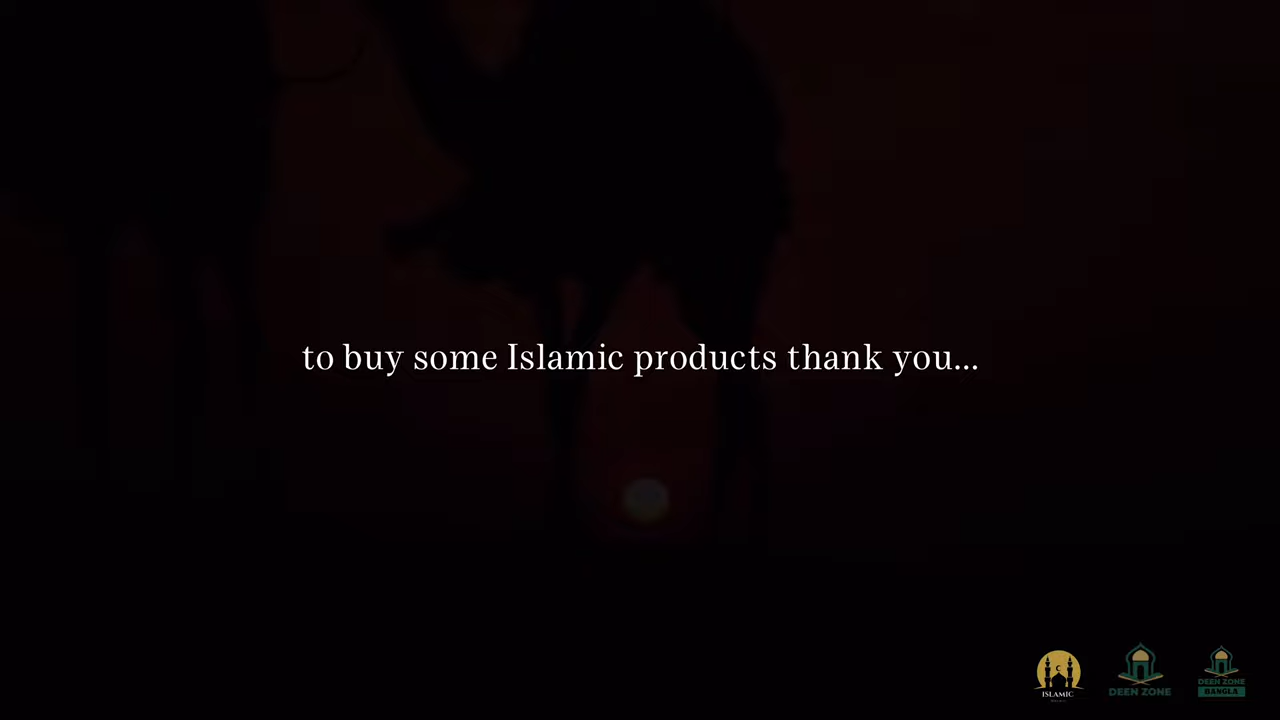 to buy some Islamic products thank you...
ISLAMIC
DEEN ZONE
DEEN ZONE
BANGLA